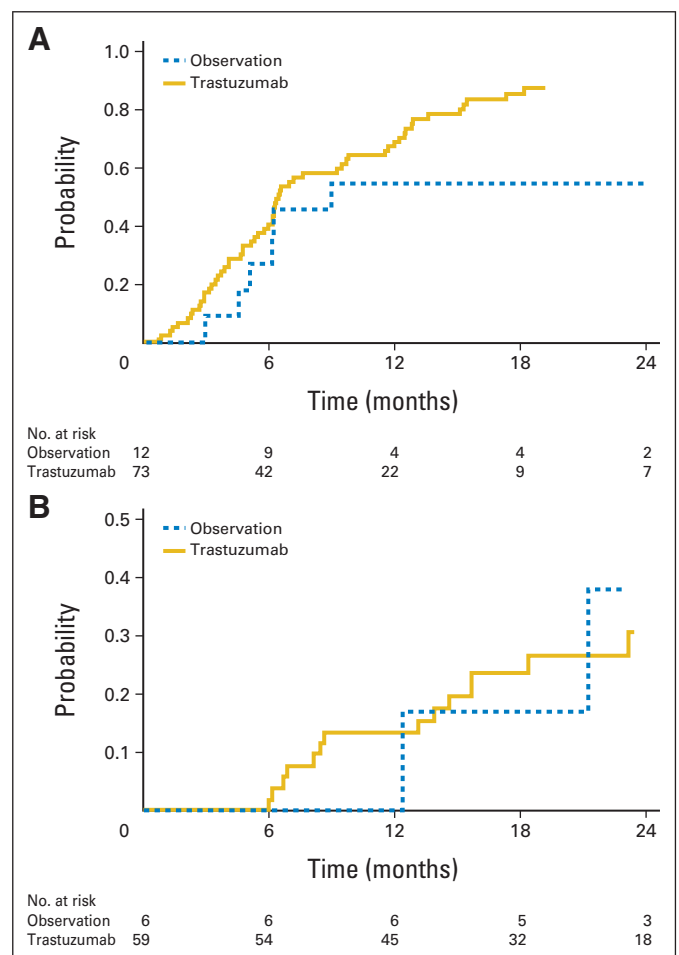 A
1.0
Observation
Trastuzumab
0.8
0.6
Probability
0.4
0.2
0 6 12 18 24
Time (months)
No. at risk
Observation 12 9 4 4 2
Trastuzumab 73 42 22 9 7
B
0.5
Observation
Trastuzumab
0.4
0.3
Probability
0.2
0.1
0 6 12 18 24
Time (months)
No. at risk
Observation 6 6 6 5 3
Trastuzumab 59 54 45 32 18